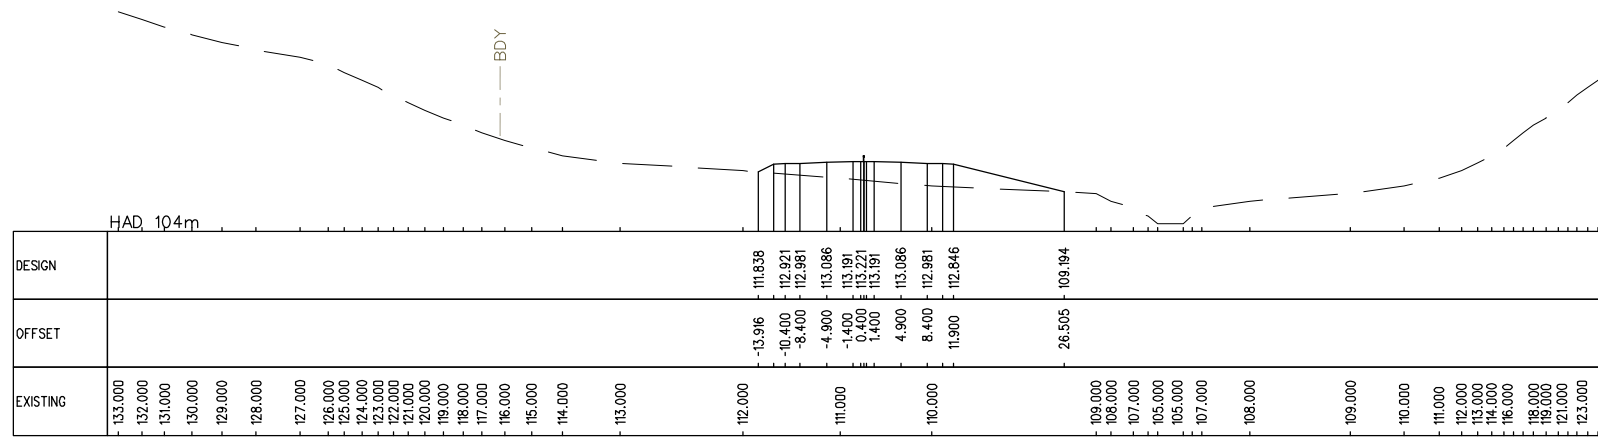 BDY
HAD 104m
DESIGN 111.838 112.921 112.981 113.086 113.191 113.221 113.191 113.086 112.981 112.846 109.194
OFFSET -13.916 -10.400 -8.400 -4.900 -1.400 0.400 1.400 4.900 8.400 11.900 26.505
EXISTING 133.000 132.000 131.000 130.000 129.000 128.000 127.000 126.000 125.000 124.000 123.000 122.000 121.000 120.000 119.000 118.000 117.000 116.000 115.000 114.000 113.000 112.000 111.000 110.000 109.000 108.000 107.000 105.000 105.000 107.000 108.000 109.000 110.000 111.000 112.000 113.000 114.000 116.000 118.000 119.000 121.000 123.000